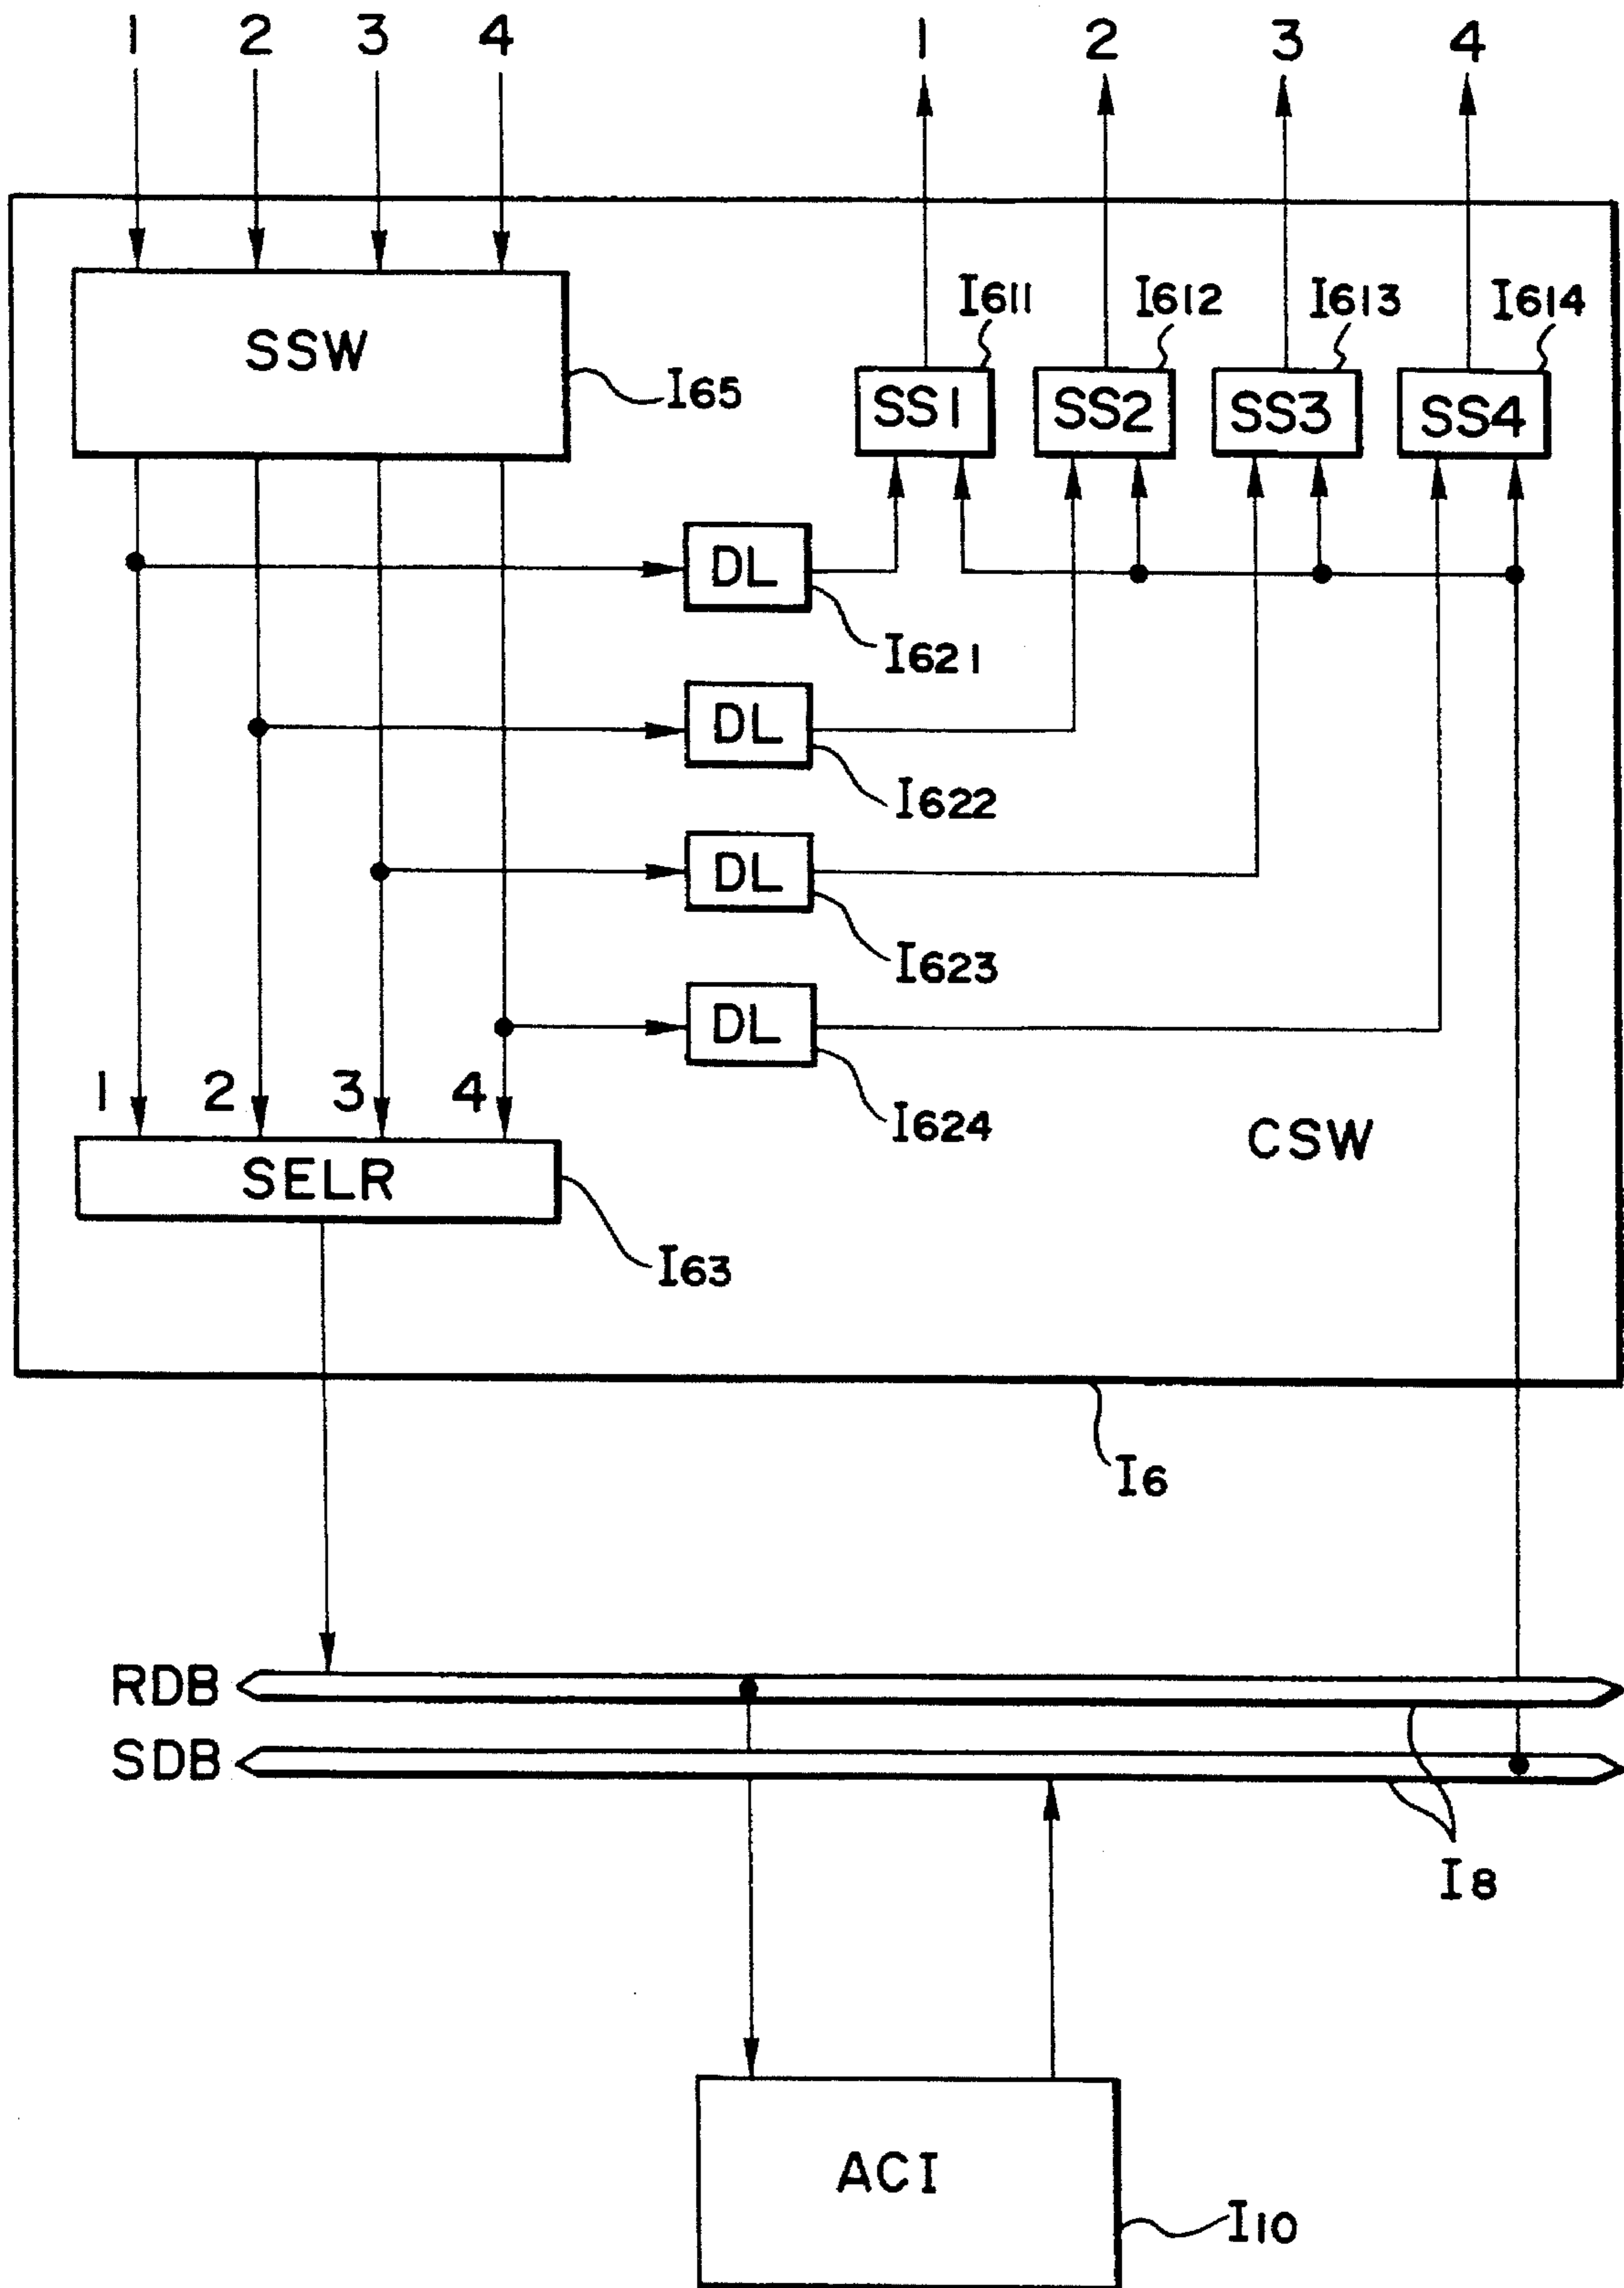 1 2 3 4 1 2 3 4
I611 I612 I613 I614
SSW
I65
SS1 SS2 SS3 SS4
DL
I621
DL
I622
DL
I623
DL
I624
1 2 3 4
CSW
SELR
I63
I6
RDB
SDB
I8
ACI
I10